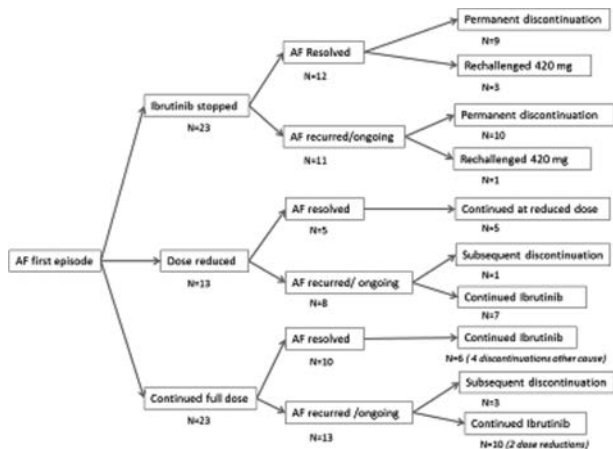 Permanent discontinuation
N=9
AF Resolved
N=12
Rechallenged 420 mg
N=3
Ibrutinib stopped
N=23
Permanent discontinuation
N=10
AF recurred/ongoing
N=11
Rechallenged 420 mg
N=1
AF resolved
N=5
Continued at reduced dose
N=5
AF first episode
Dose reduced
N=13
Subsequent discontinuation
N=1
AF recurred/ ongoing
N=8
Continued Ibrutinib
N=7
AF resolved
N=10
Continued Ibrutinib
N=6 ( 4 discontinuations other cause)
Continued full dose
N=23
Subsequent discontinuation
N=3
AF recurred /ongoing
N=13
Continued Ibrutinib
N=10 (2 dose reductions)